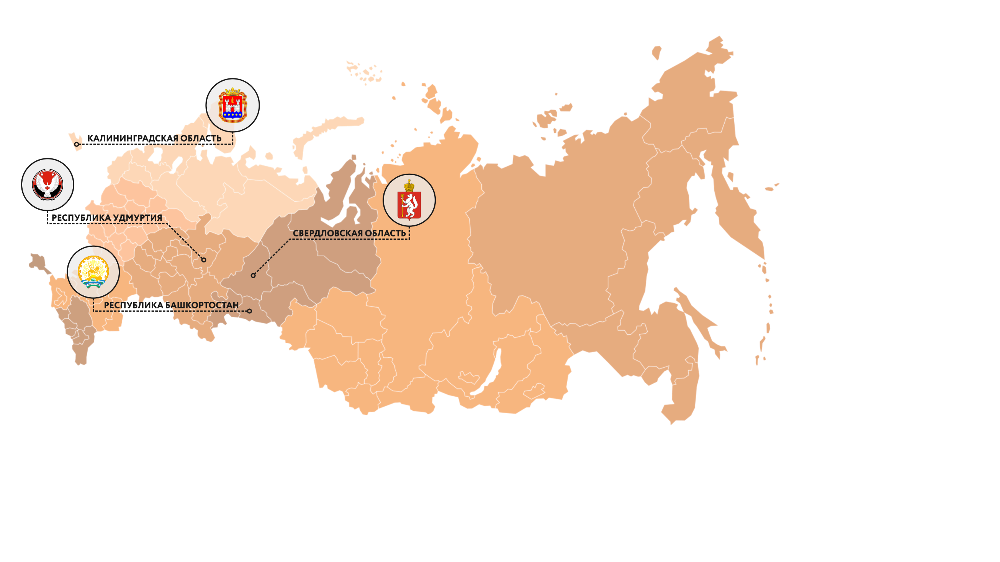 КАЛИНИНГРАДСКАЯ ОБЛАСТЬ
РЕСПУБЛИКА УДМУРТИЯ
СВЕРДЛОВСКАЯ ОБЛАСТЬ
РЕСПУБЛИКА БАШКОРТОСТАН